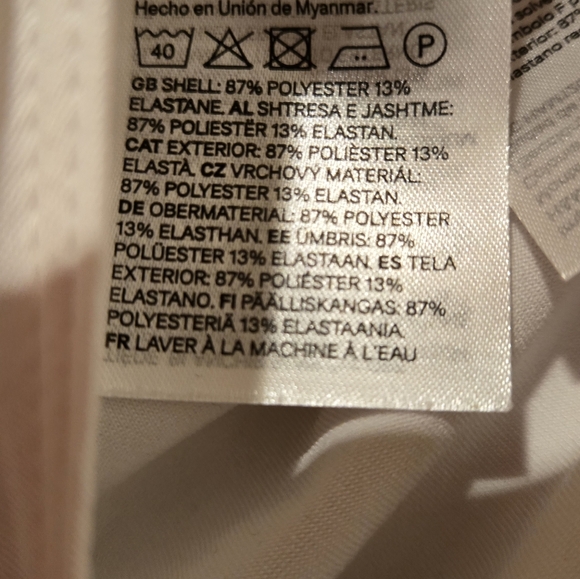 Hecho en Unión de Myanmar.
40 P
GB SHELL: 87% POLYESTER 13%
ELASTANE. AL SHTRESA E JASHTME:
87% POLIESTËR 13% ELASTAN.
CAT EXTERIOR: 87% POLIÈSTER 13%
ELASTÀ. CZ VRCHOVÝ MATERIÁL:
87% POLYESTER 13% ELASTAN.
DE OBERMATERIAL: 87% POLYESTER
13% ELASTHAN. EE ÜMBRIS: 87%
POLÜESTER 13% ELASTAAN. ES TELA
EXTERIOR: 87% POLIÉSTER 13%
ELASTANO. FI PÄÄLLISKANGAS: 87%
POLYESTERIÄ 13% ELASTAANIA
FR LAVER À LA MACHINE À L'EAU